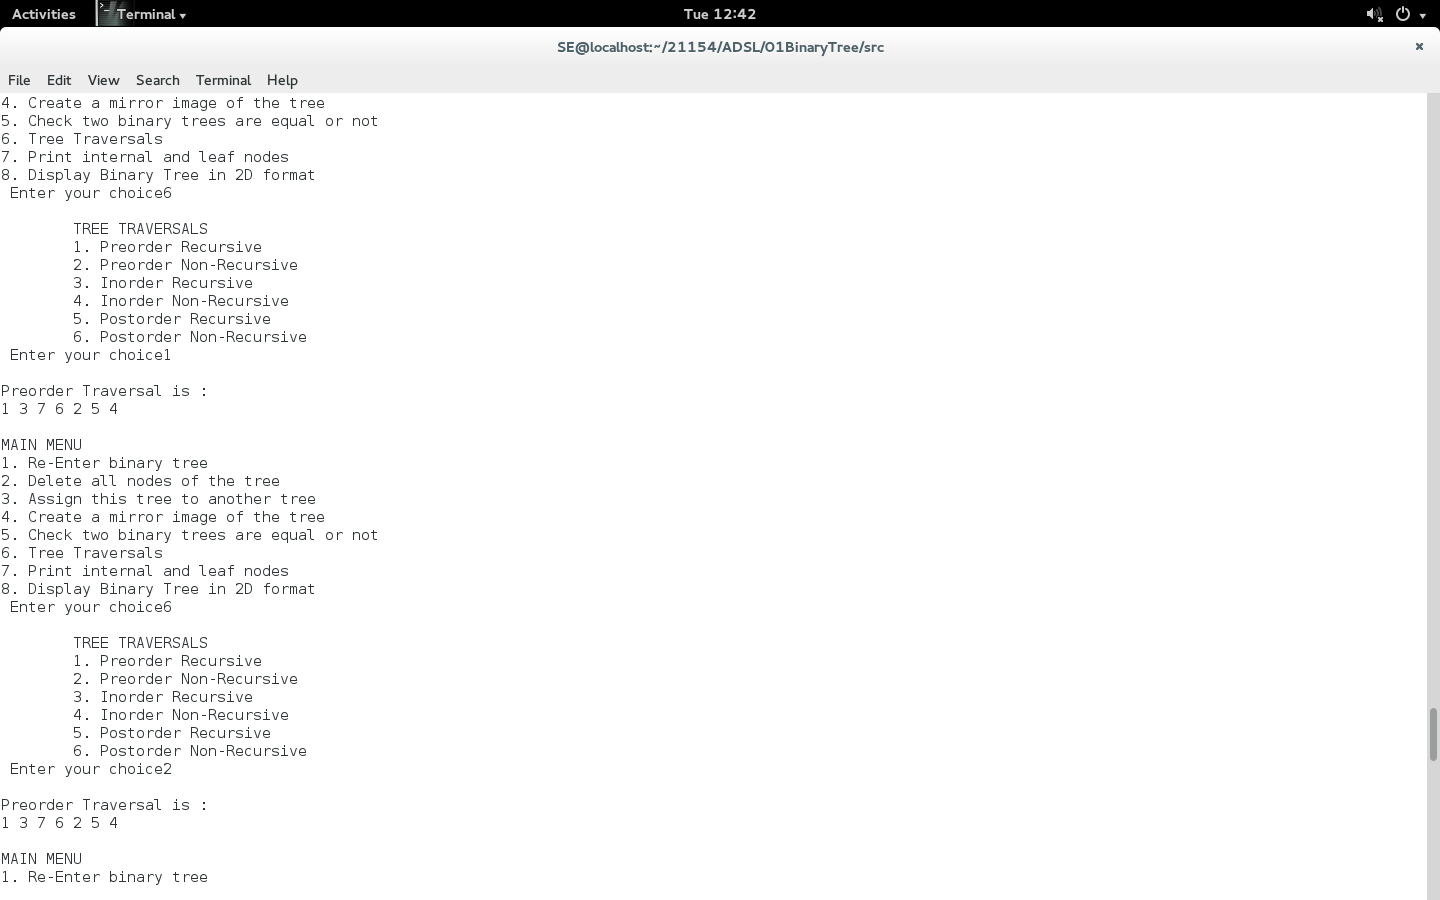 Activities Terminal Tue 12:42
SE@localhost:~/21154/ADSL/01BinaryTree/src
File Edit View Search Terminal Help
4. Create a mirror image of the tree
5. Check two binary trees are equal or not
6. Tree Traversals
7. Print internal and leaf nodes
8. Display Binary Tree in 2D format
Enter your choice6
TREE TRAVERSALS
1. Preorder Recursive
2. Preorder Non-Recursive
3. Inorder Recursive
4. Inorder Non-Recursive
5. Postorder Recursive
6. Postorder Non-Recursive
Enter your choice1
Preorder Traversal is :
1 3 7 6 2 5 4
MAIN MENU
1. Re-Enter binary tree
2. Delete all nodes of the tree
3. Assign this tree to another tree
4. Create a mirror image of the tree
5. Check two binary trees are equal or not
6. Tree Traversals
7. Print internal and leaf nodes
8. Display Binary Tree in 2D format
Enter your choice6
TREE TRAVERSALS
1. Preorder Recursive
2. Preorder Non-Recursive
3. Inorder Recursive
4. Inorder Non-Recursive
5. Postorder Recursive
6. Postorder Non-Recursive
Enter your choice2
Preorder Traversal is :
1 3 7 6 2 5 4
MAIN MENU
1. Re-Enter binary tree